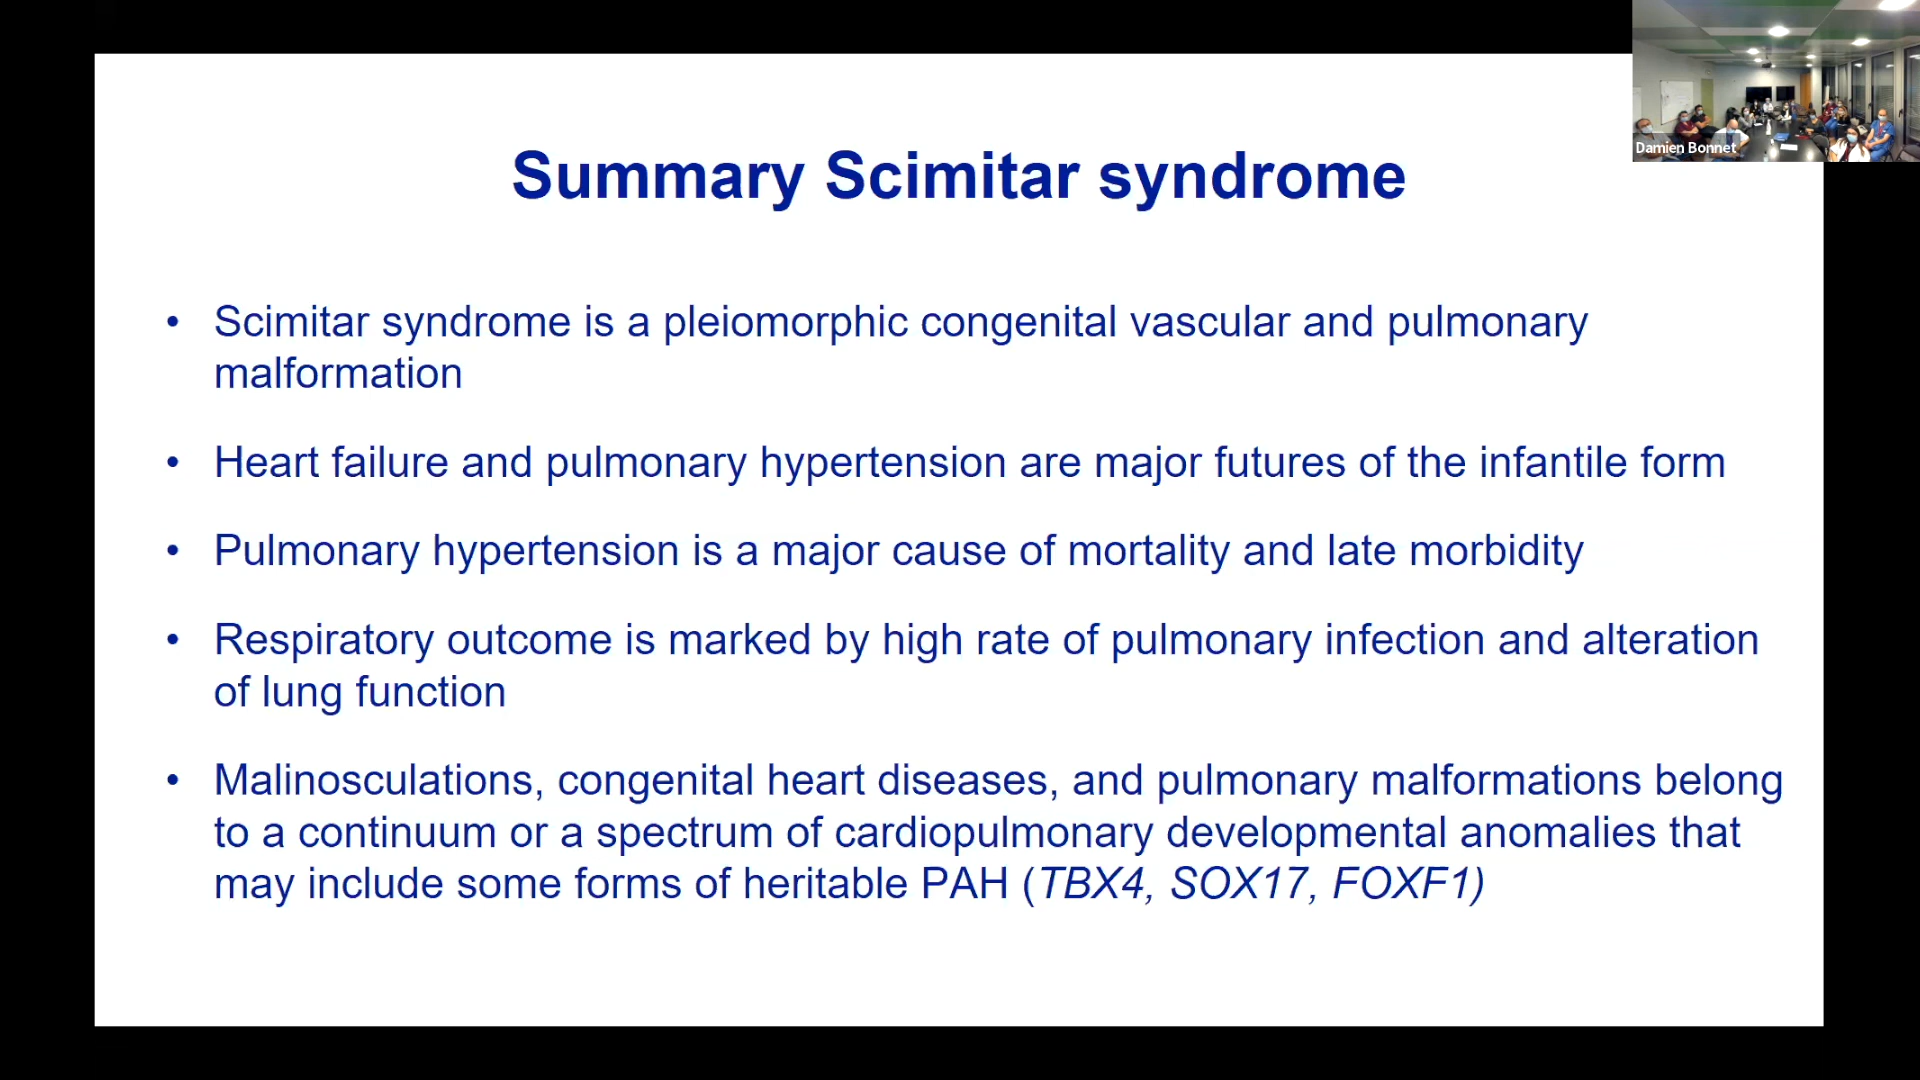 Damien Bonnet
Summary Scimitar syndrome
• Scimitar syndrome is a pleiomorphic congenital vascular and pulmonary
malformation
• Heart failure and pulmonary hypertension are major futures of the infantile form
• Pulmonary hypertension is a major cause of mortality and late morbidity
• Respiratory outcome is marked by high rate of pulmonary infection and alteration
of lung function
• Malinosculations, congenital heart diseases, and pulmonary malformations belong
to a continuum or a spectrum of cardiopulmonary developmental anomalies that
may include some forms of heritable PAH (TBX4, SOX17, FOXF1)